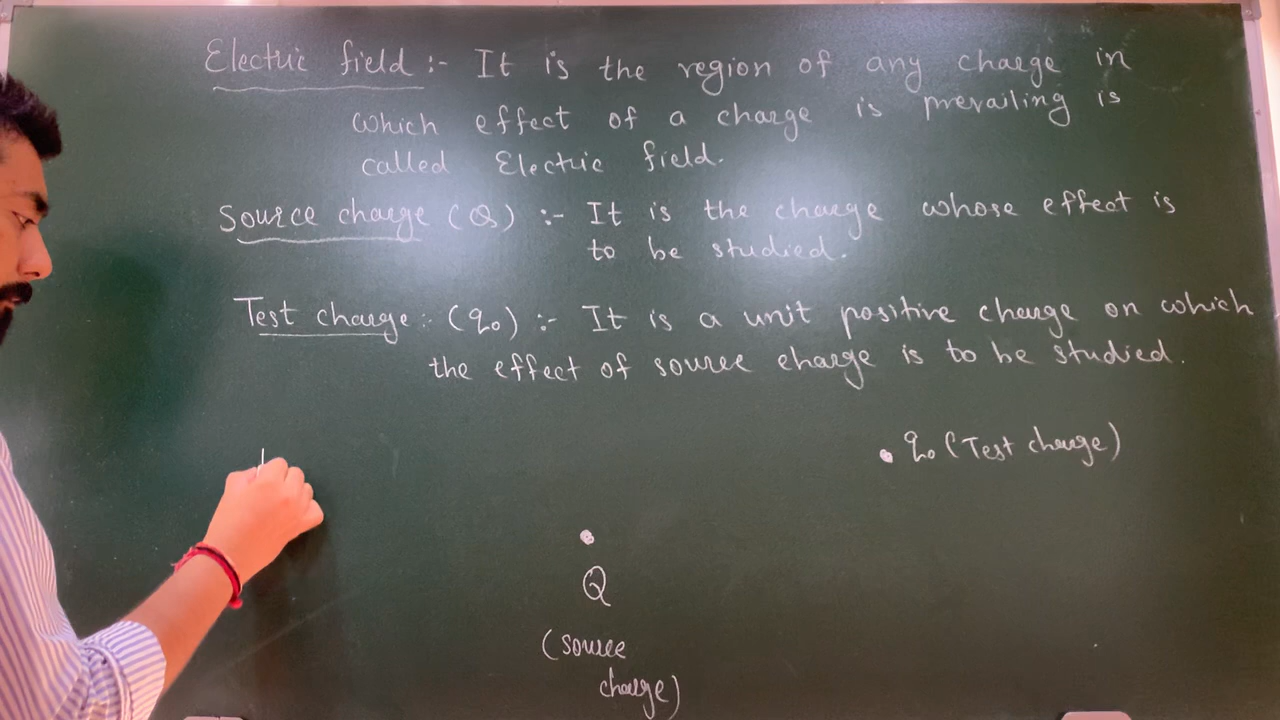 Electric field :- It is the region of any charge in
which effect of a charge is prevailing is
called Electric field.
Source charge (Q) :- It is the charge whose effect is
to be studied.
Test charge : (q₀) :- It is a unit positive charge on which
the effect of source charge is to be studied.
q₀ (Test charge)
Q
(source
charge)